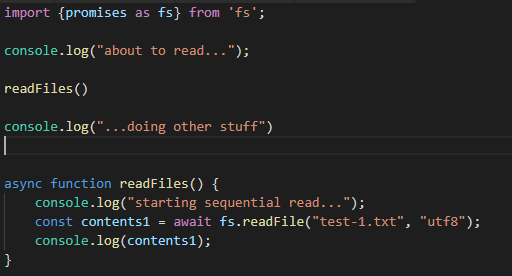 import {promises as fs} from 'fs';
console.log("about to read...");
readFiles()
console.log("...doing other stuff")
async function readFiles() {
console.log("starting sequential read...");
const contents1 = await fs.readFile("test-1.txt", "utf8");
console.log(contents1);
}